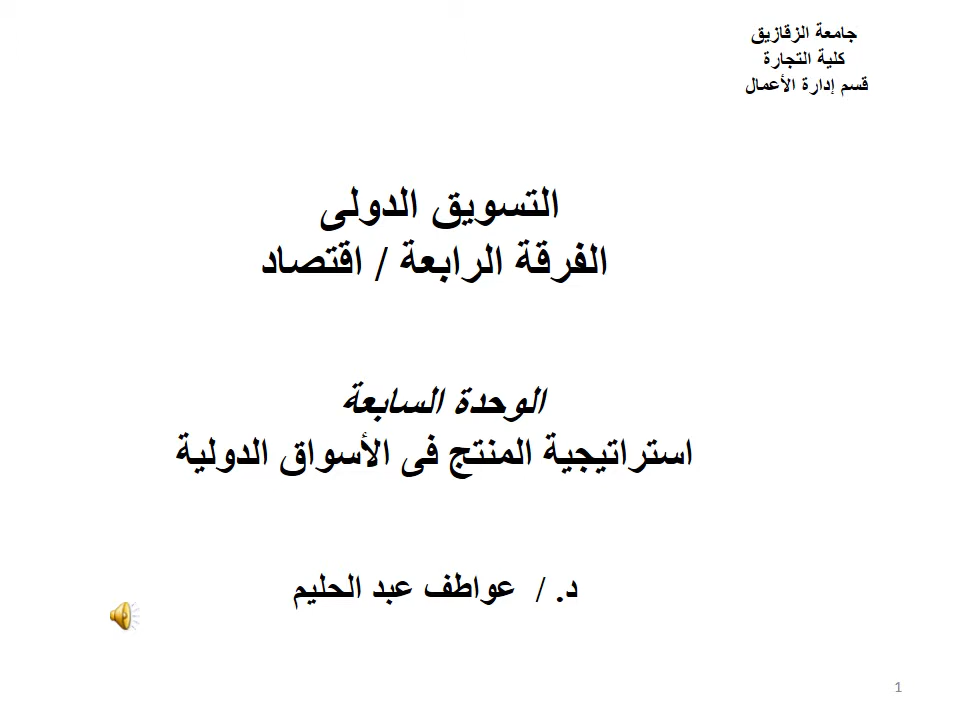 جامعة الزقازيق
كلية التجارة
قسم إدارة الأعمال
التسويق الدولى
الفرقة الرابعة / اقتصاد
الوحدة السابعة
استراتيجية المنتج فى الأسواق الدولية
د. / عواطف عبد الحليم
1